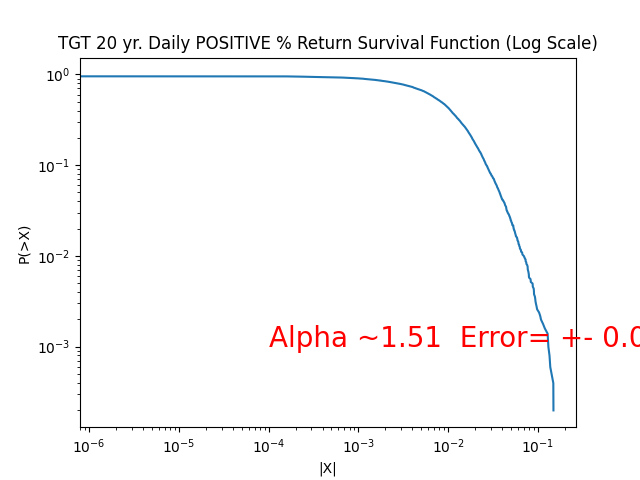 TGT 20 yr. Daily POSITIVE % Return Survival Function (Log Scale)
10⁰
10⁻¹
10⁻²
10⁻³
P(>X)
Alpha ~1.51 Error= +- 0.0
10⁻⁶ 10⁻⁵ 10⁻⁴ 10⁻³ 10⁻² 10⁻¹
|X|